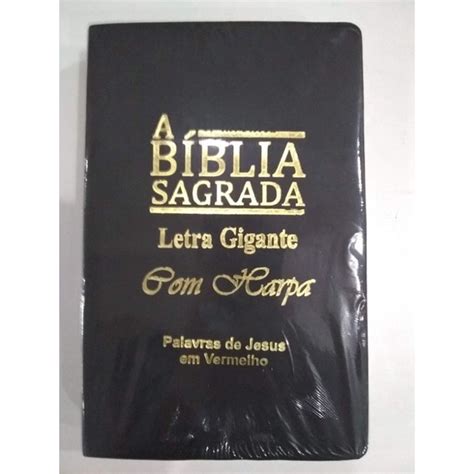 A
BÍBLIA
SAGRADA
Letra Gigante
Com Harpa
Palavras de Jesus
em Vermelho